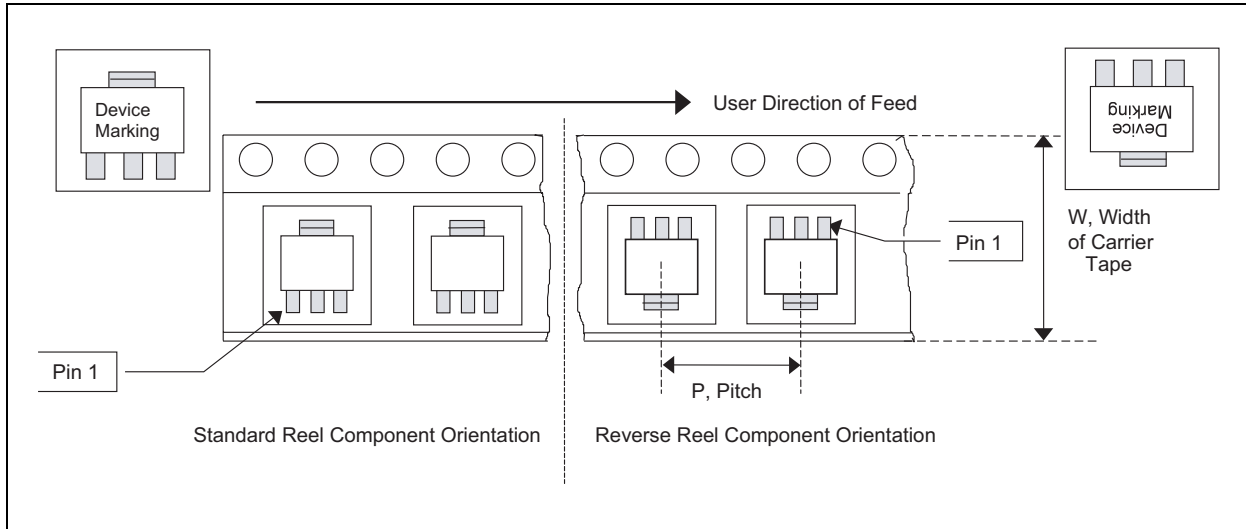 Device
Marking
User Direction of Feed
Device
Marking
Pin 1
W, Width
of Carrier
Tape
Pin 1
P, Pitch
Standard Reel Component Orientation
Reverse Reel Component Orientation